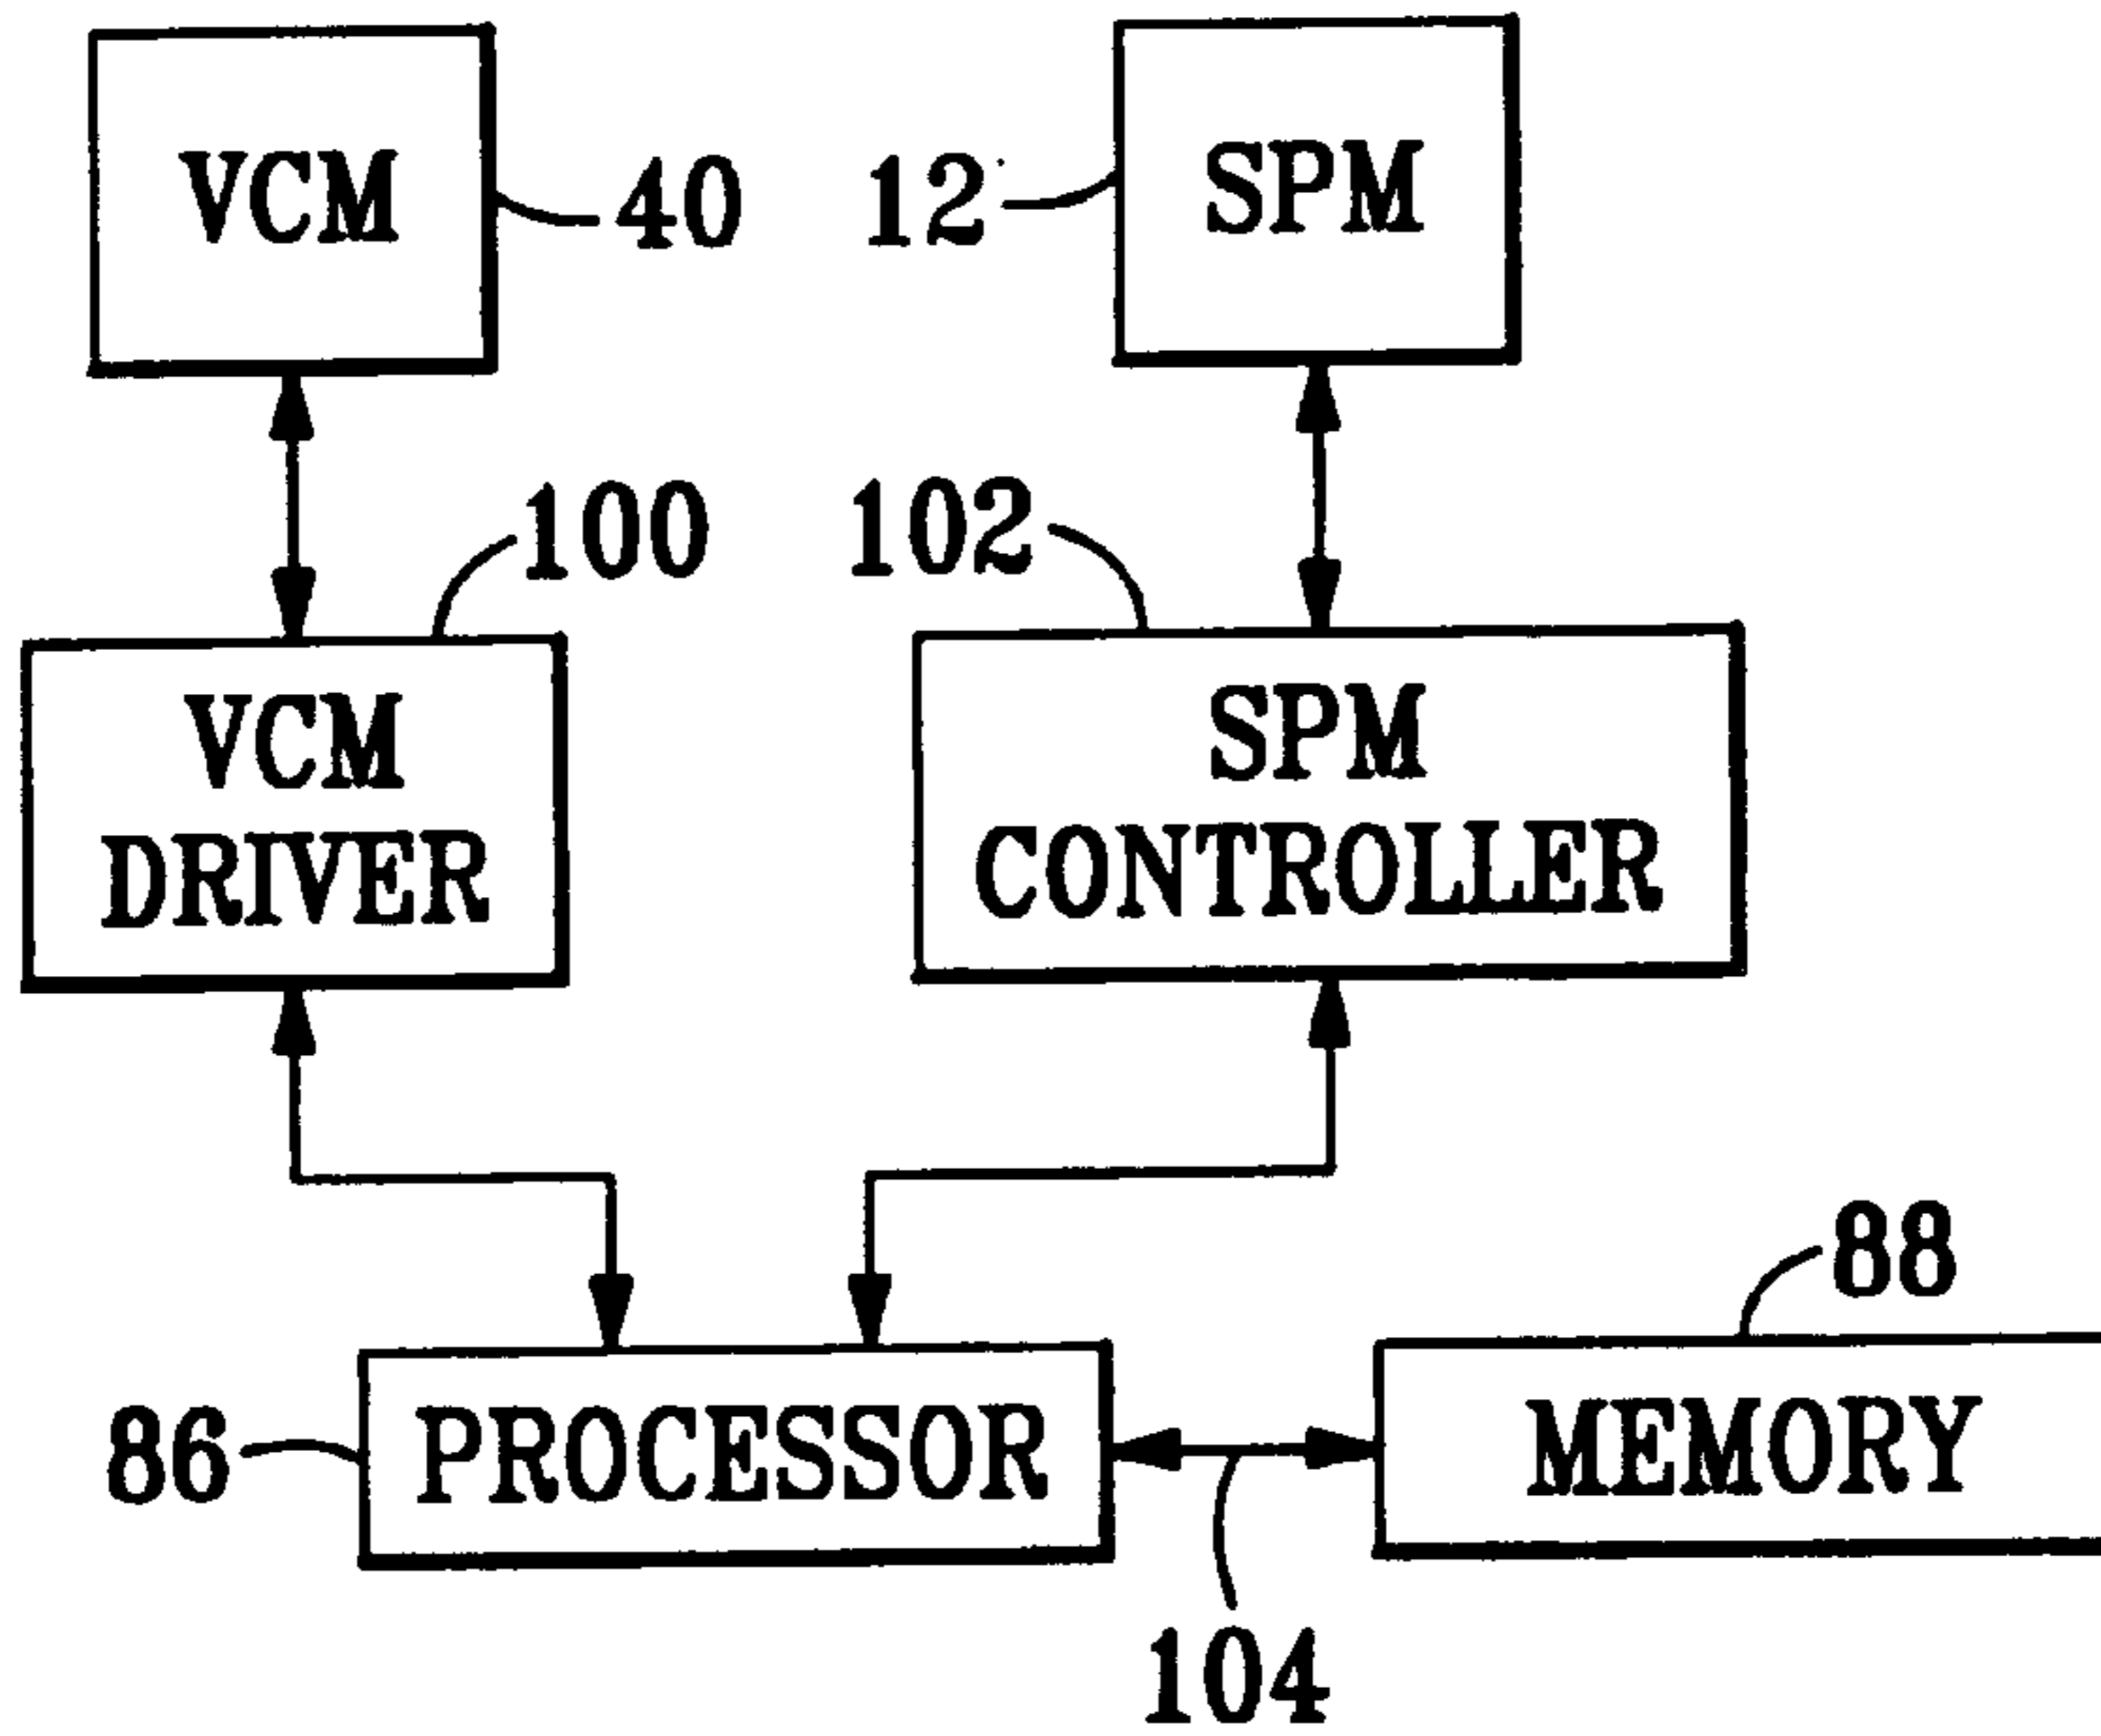 VCM
40
12
SPM
100
102
VCM
DRIVER
SPM
CONTROLLER
88
86
PROCESSOR
MEMORY
104